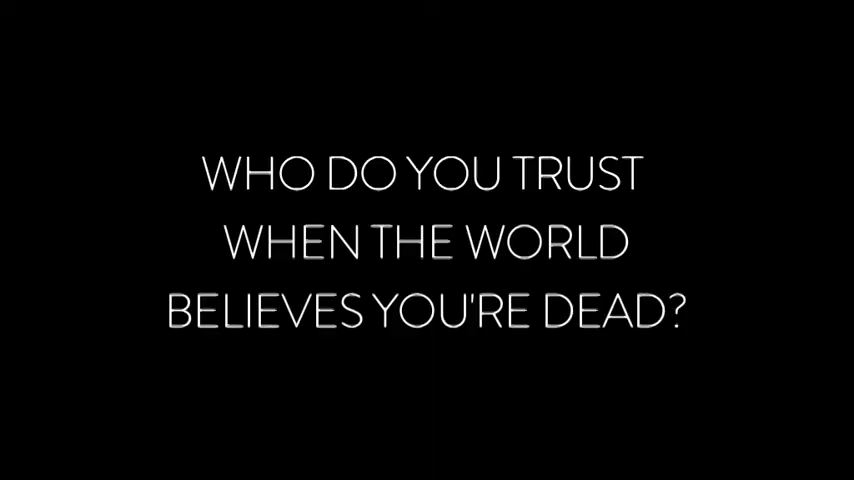 WHO DO YOU TRUST
WHEN THE WORLD
BELIEVES YOU'RE DEAD?